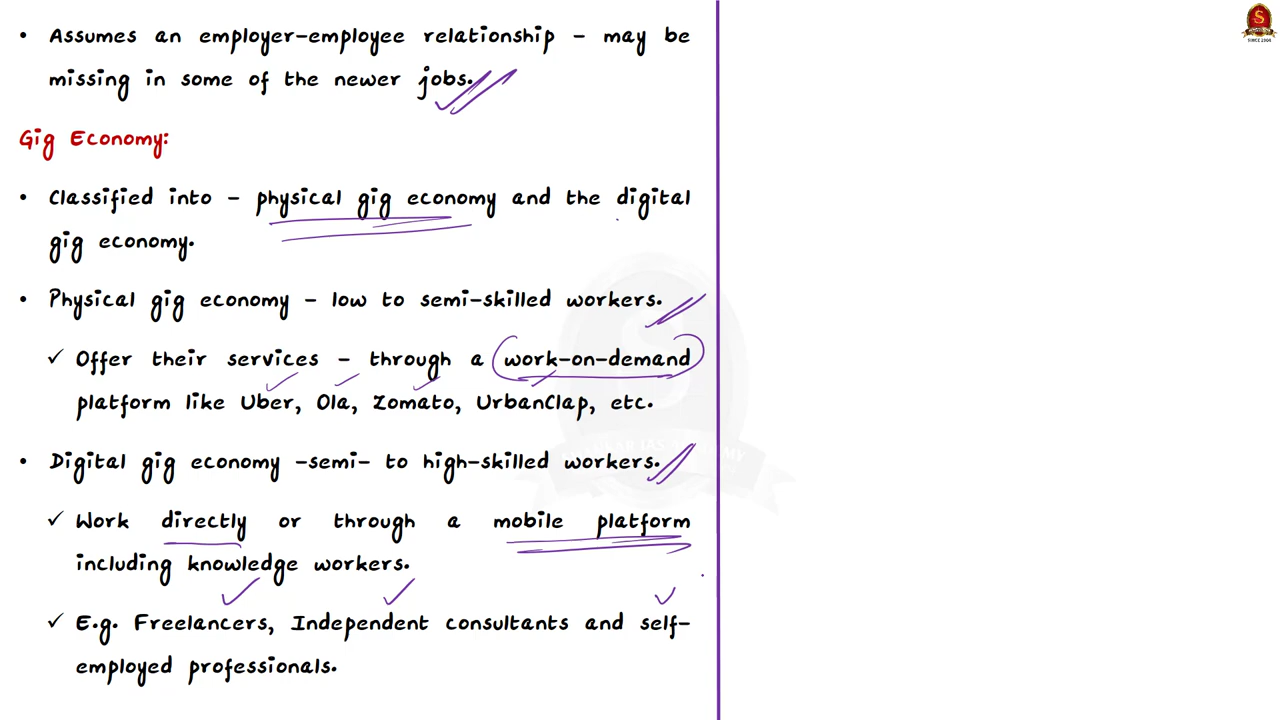 • Assumes an employer-employee relationship - may be
missing in some of the newer jobs.
Gig Economy:
• Classified into - physical gig economy and the digital
gig economy.
• Physical gig economy - low to semi-skilled workers.
✓ Offer their services - through a work-on-demand
platform like Uber, Ola, Zomato, UrbanClap, etc.
• Digital gig economy -semi- to high-skilled workers.
✓ Work directly or through a mobile platform
including knowledge workers.
✓ E.g. Freelancers, Independent consultants and self-
employed professionals.
S
SINCE 2004